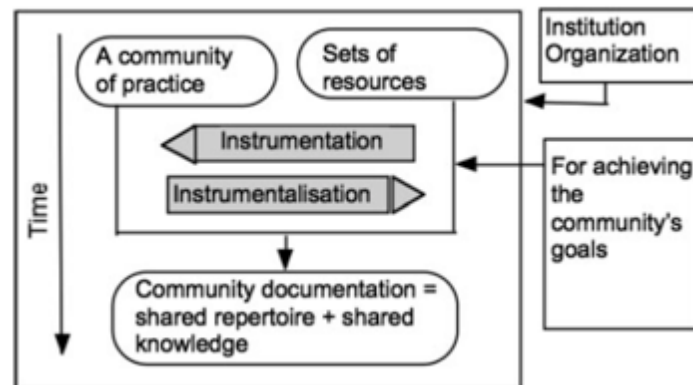 A community
of practice
Sets of
resources
Institution
Organization
Instrumentation
Instrumentalisation
For achieving
the
community's
goals
Time
Community documentation =
shared repertoire + shared
knowledge